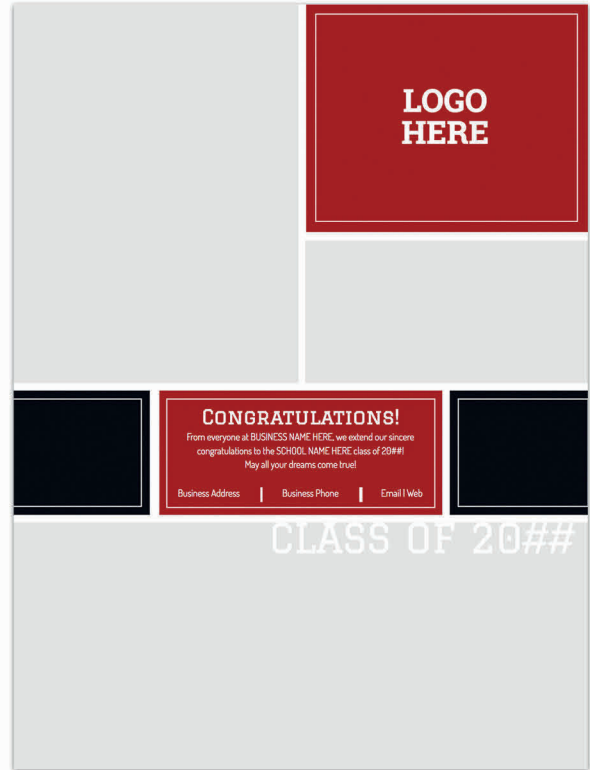 LOGO
HERE
CONGRATULATIONS!
From everyone at BUSINESS NAME HERE, we extend our sincere
congratulations to the SCHOOL NAME HERE class of 20##!
May all your dreams come true!
Business Address | Business Phone | Email | Web
CLASS OF 20##